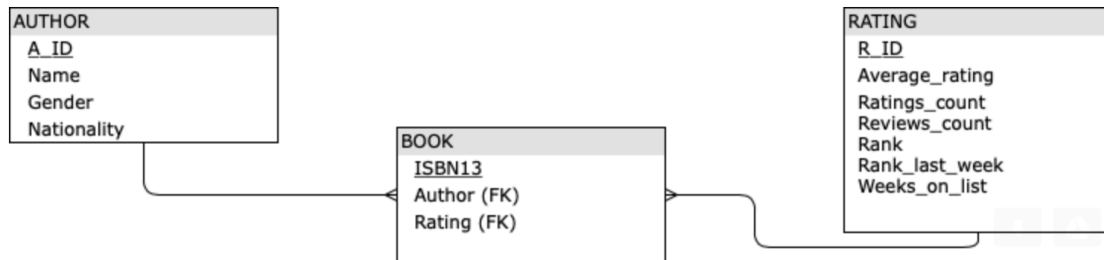 AUTHOR
A_ID
Name
Gender
Nationality
BOOK
ISBN13
Author (FK)
Rating (FK)
RATING
R_ID
Average_rating
Ratings_count
Reviews_count
Rank
Rank_last_week
Weeks_on_list